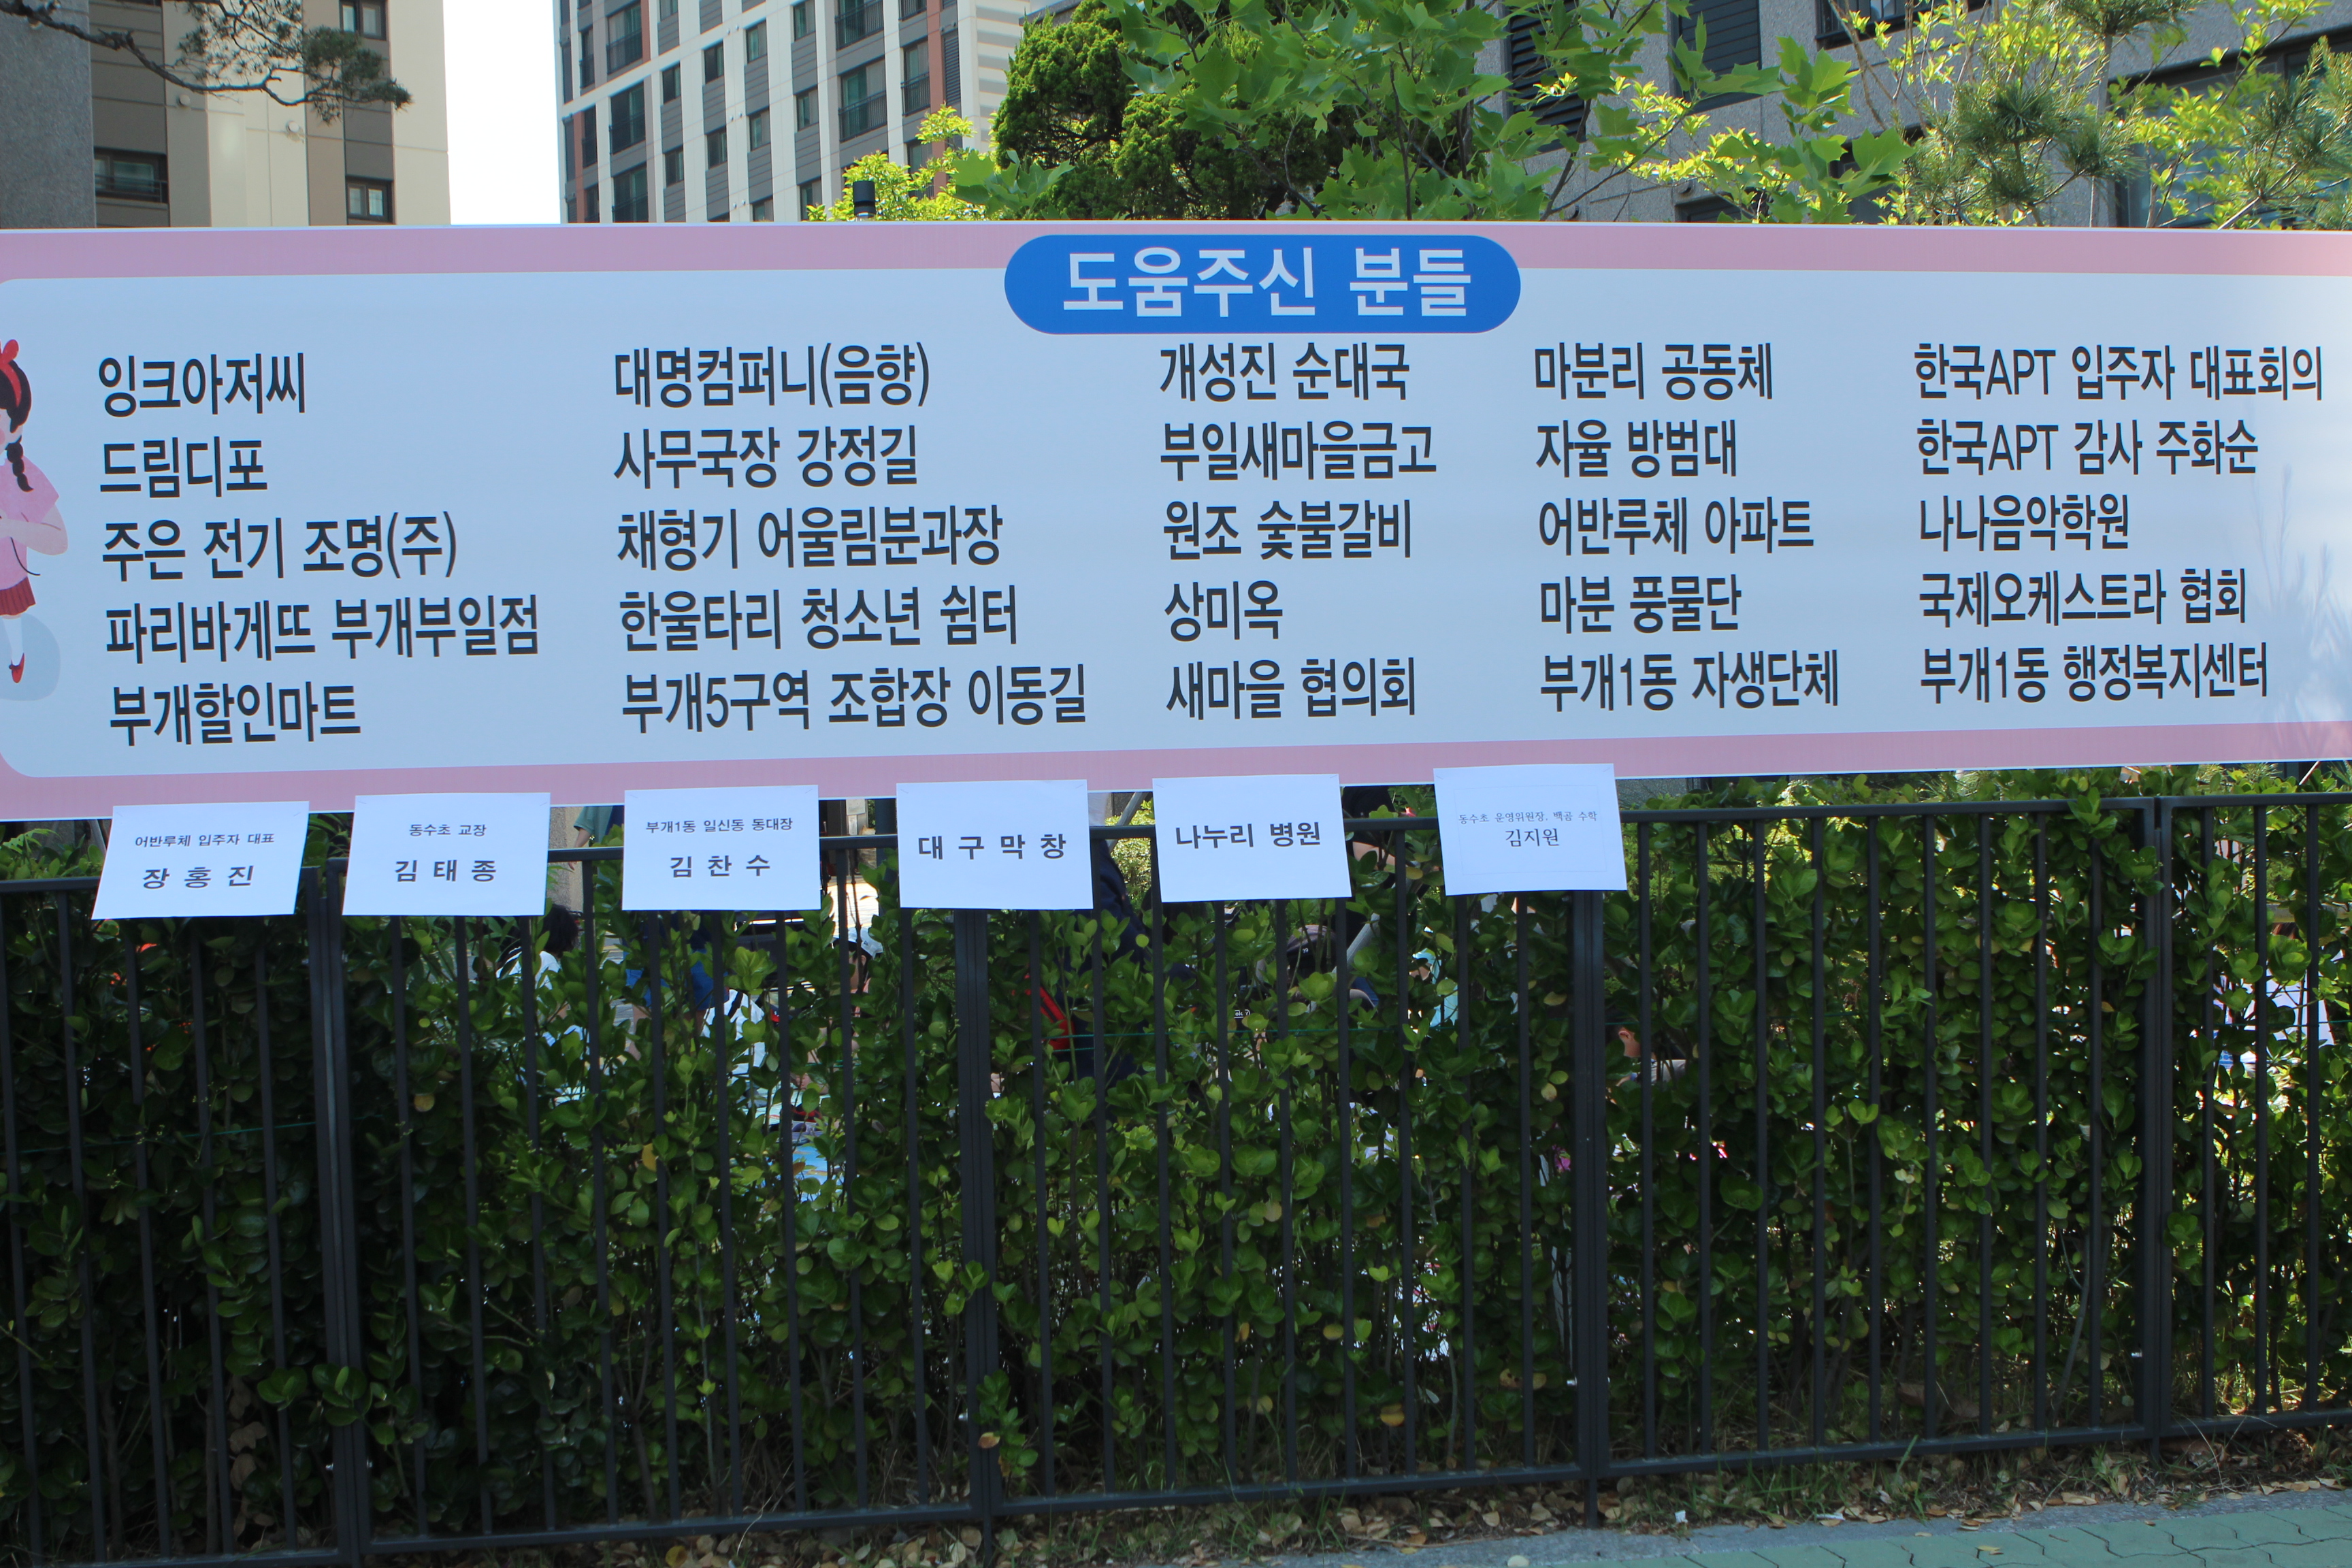 도움주신 분들
잉크아저씨
드림디포
주은 전기 조명(주)
파리바게뜨 부개부일점
부개할인마트
대명컴퍼니(음향)
사무국장 강정길
채형기 어울림분과장
한울타리 청소년 쉼터
부개5구역 조합장 이동길
개성진 순대국
부일새마을금고
원조 숯불갈비
상미옥
새마을 협의회
마분리 공동체
자율 방범대
어반루체 아파트
마분 풍물단
부개1동 자생단체
한국APT 입주자 대표회의
한국APT 감사 주화순
나나음악학원
국제오케스트라 협회
부개1동 행정복지센터
어반루체 입주자 대표
장 홍 진
동수초 교장
김 태 종
부개1동 일신동 동대장
김 찬 수
대 구 막 창
나누리 병원
동수초 운영위원장. 백곰 수학
김지원